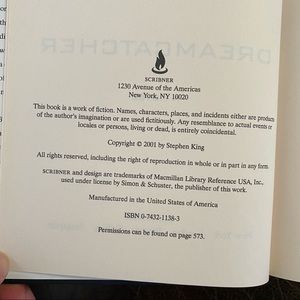 DREAMCATCHER
SCRIBNER
1230 Avenue of the Americas
New York, NY 10020
This book is a work of fiction. Names, characters, places, and incidents either are produ
of the author's imagination or are used fictitiously. Any resemblance to actual events or
locales or persons, living or dead, is entirely coincidental.
Copyright © 2001 by Stephen King
All rights reserved, including the right of reproduction in whole or in part in any form.
SCRIBNER and design are trademarks of Macmillan Library Reference USA, Inc.,
used under license by Simon & Schuster, the publisher of this work.
Manufactured in the United States of America
ISBN 0-7432-1138-3
Permissions can be found on page 573.